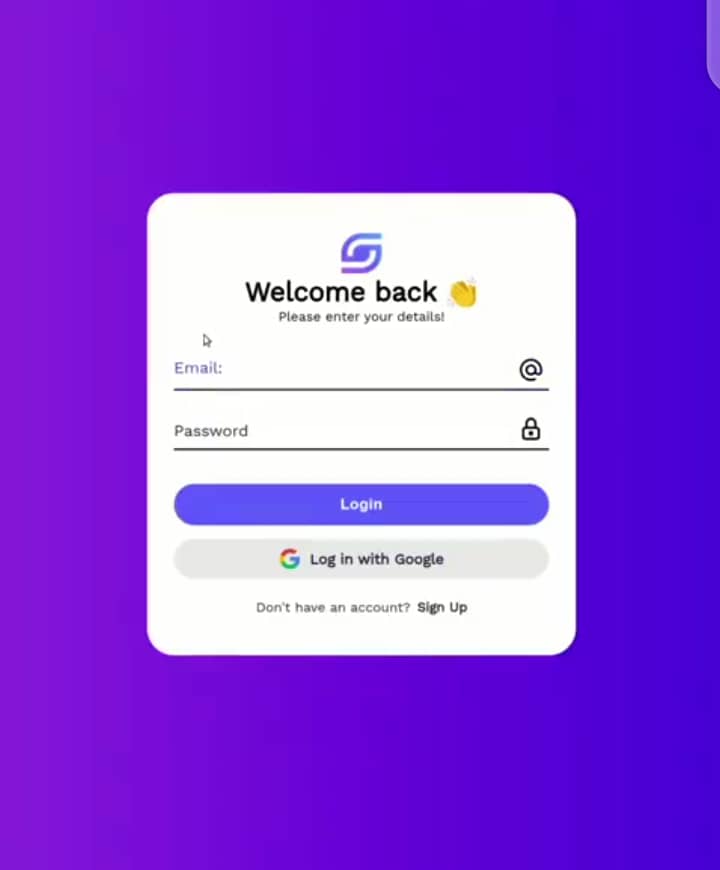 Welcome back 👏
Please enter your details!
Email:
Password
Login
Log in with Google
Don't have an account? Sign Up